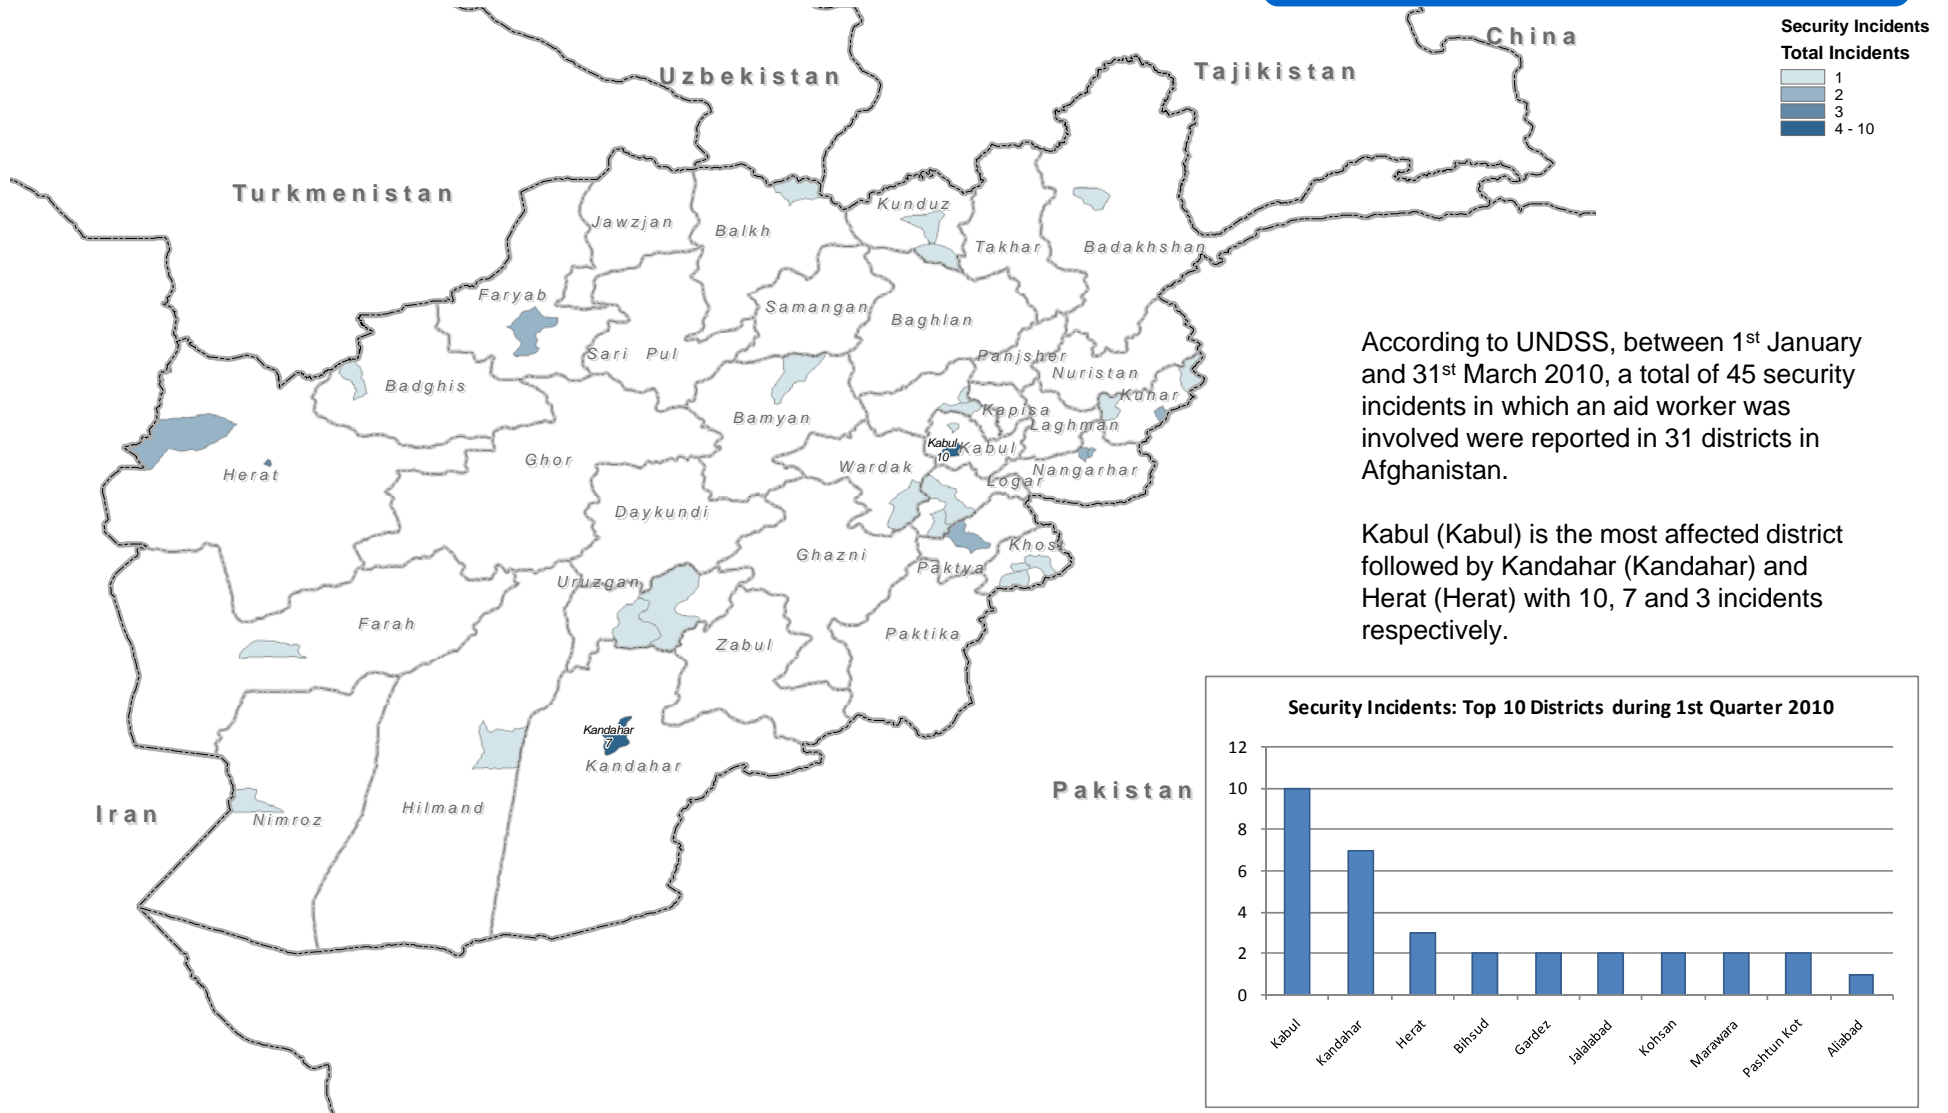 China
Security Incidents
Total Incidents
1
2
3
4 - 10
Uzbekistan
Tajikistan
Turkmenistan
Jawzjan
Balkh
Kunduz
Takhar
Badakhshan
Faryab
Samangan
Baghlan
Sari Pul
Panjsher
Nuristan
Badghis
Kunar
Bamyan
Kapisa
Laghman
Kabul
10
Kabul
Herat
Ghor
Wardak
Nangarhar
Logar
Daykundi
Ghazni
Khost
Paktya
Uruzgan
Farah
Zabul
Paktika
Kandahar
7
Kandahar
Pakistan
Iran
Nimroz
Hilmand
According to UNDSS, between 1st January
and 31st March 2010, a total of 45 security
incidents in which an aid worker was
involved were reported in 31 districts in
Afghanistan.
Kabul (Kabul) is the most affected district
followed by Kandahar (Kandahar) and
Herat (Herat) with 10, 7 and 3 incidents
respectively.
Security Incidents: Top 10 Districts during 1st Quarter 2010
12
10
8
6
4
2
0
Kabul
Kandahar
Herat
Bihsud
Gardez
Jalalabad
Kohsan
Marawara
Pashtun Kot
Aliabad